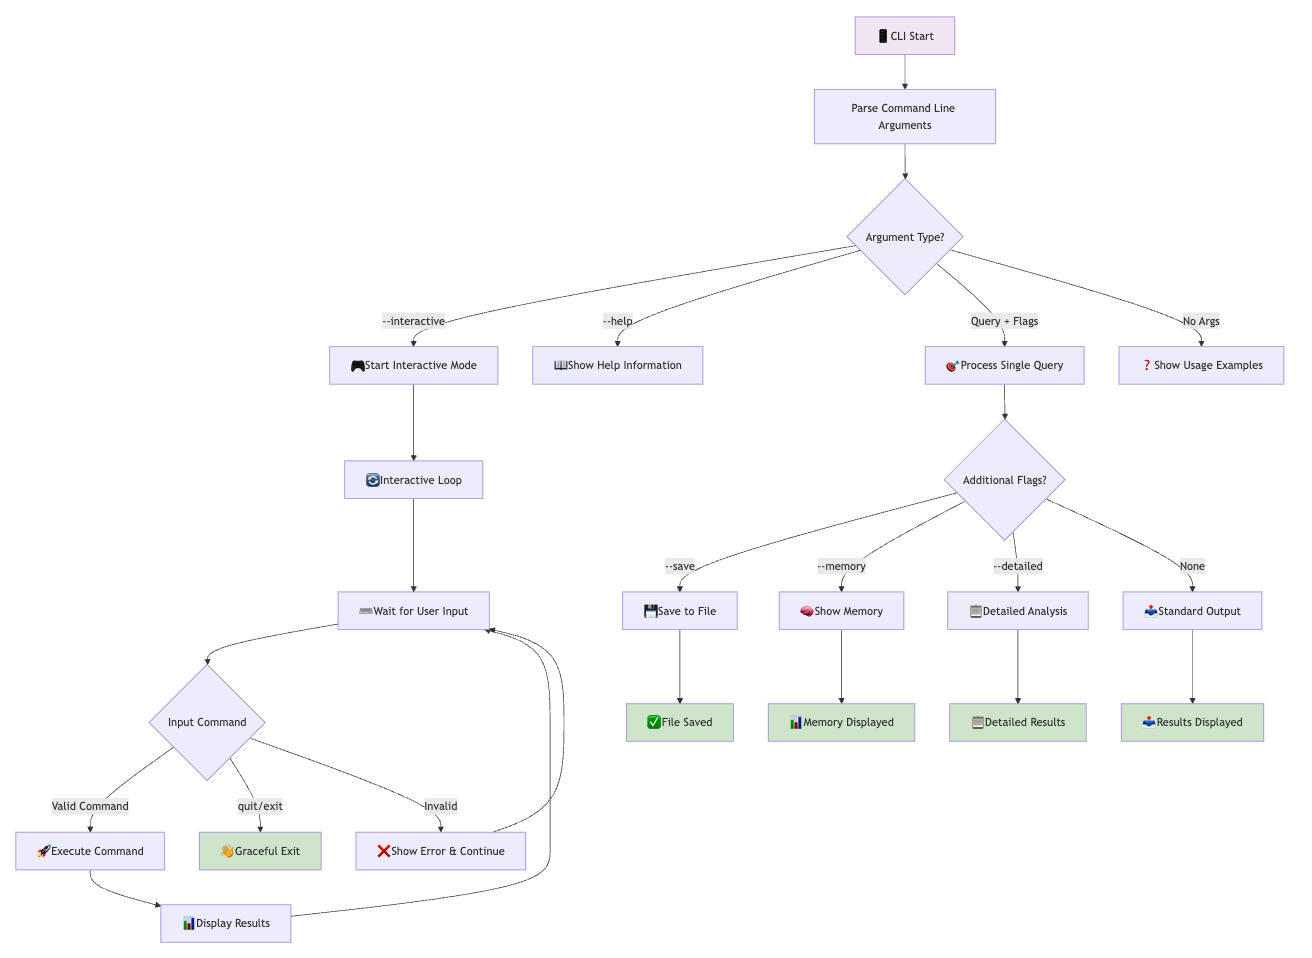 📱CLI Start
Parse Command Line
Arguments
Argument Type?
--interactive
--help
Query + Flags
No Args
🎮Start Interactive Mode
📖Show Help Information
🎯Process Single Query
❓Show Usage Examples
🔄Interactive Loop
Additional Flags?
--save
--memory
--detailed
None
⌨️Wait for User Input
💾Save to File
🧠Show Memory
📋Detailed Analysis
📤Standard Output
Input Command
✅File Saved
📊Memory Displayed
📋Detailed Results
📤Results Displayed
Valid Command
quit/exit
Invalid
🚀Execute Command
👋Graceful Exit
❌Show Error & Continue
📊Display Results